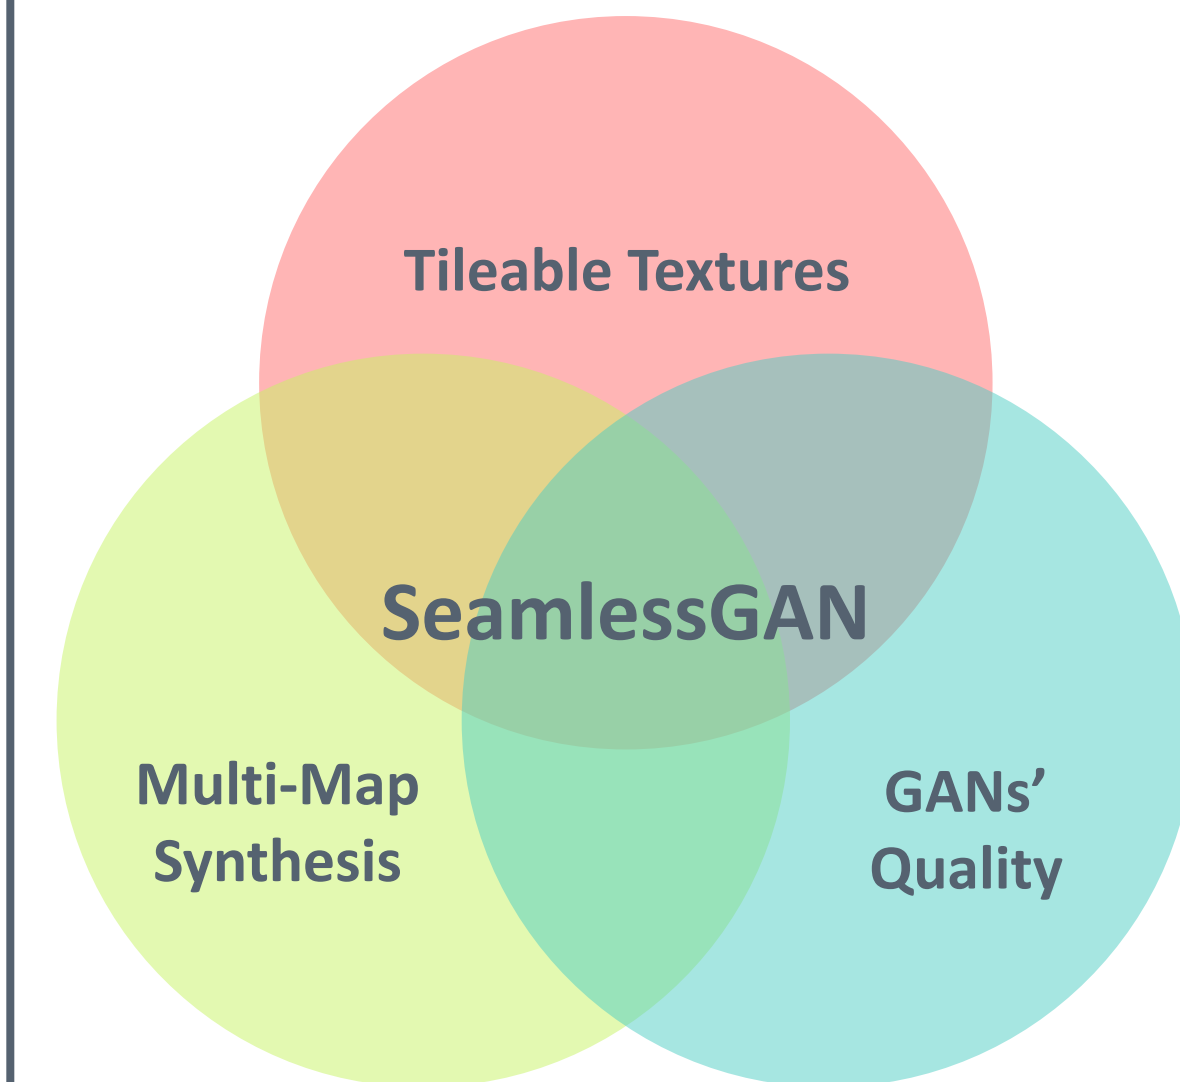 Tileable Textures
SeamlessGAN
Multi-Map
Synthesis
GANs’
Quality